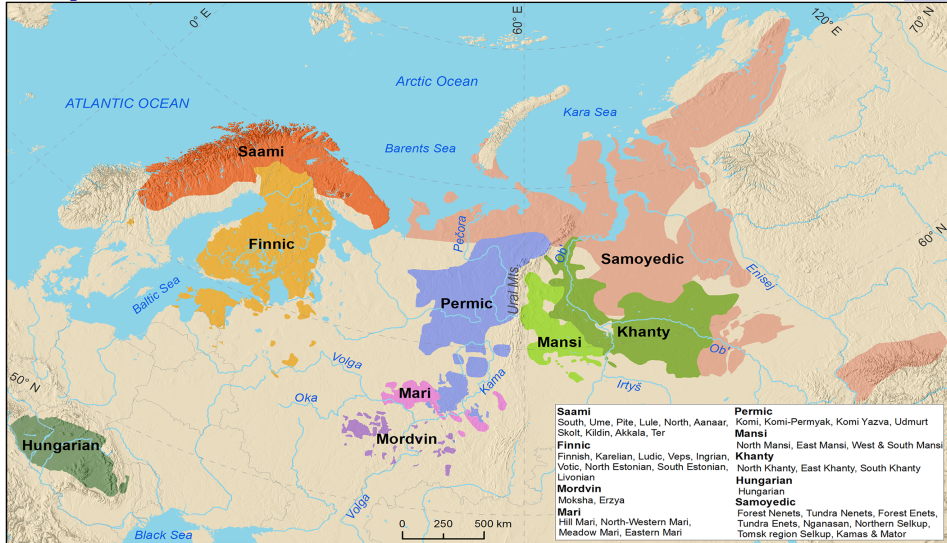 0° E
60° E
120° E
70° N
Arctic Ocean
ATLANTIC OCEAN
Kara Sea
Barents Sea
Saami
60° N
Pečora
Finnic
Ob'
Samoyedic
Ural Mts.
Enisej
Baltic Sea
Permic
Khanty
Mansi
Ob'
Volga
50° N
Kama
Irtyš
Mari
Oka
Mordvin
Hungarian
Volga
Black Sea
0 250 500 km
Saami
South, Ume, Pite, Lule, North, Aanaar,
Skolt, Kildin, Akkala, Ter
Finnic
Finnish, Karelian, Ludic, Veps, Ingrian,
Votic, North Estonian, South Estonian,
Livonian
Mordvin
Moksha, Erzya
Mari
Hill Mari, North-Western Mari,
Meadow Mari, Eastern Mari
Permic
Komi, Komi-Permyak, Komi Yazva, Udmurt
Mansi
North Mansi, East Mansi, West & South Mansi
Khanty
North Khanty, East Khanty, South Khanty
Hungarian
Hungarian
Samoyedic
Forest Nenets, Tundra Nenets, Forest Enets,
Tundra Enets, Nganasan, Northern Selkup,
Tomsk region Selkup, Kamas & Mator